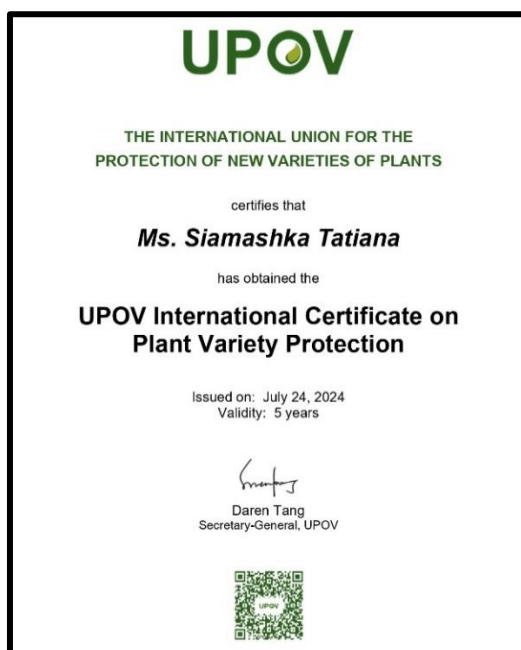 UPOV
THE INTERNATIONAL UNION FOR THE
PROTECTION OF NEW VARIETIES OF PLANTS
certifies that
Ms. Siamashka Tatiana
has obtained the
UPOV International Certificate on
Plant Variety Protection
Issued on: July 24, 2024
Validity: 5 years
Daren Tang
Secretary-General, UPOV
UPOV